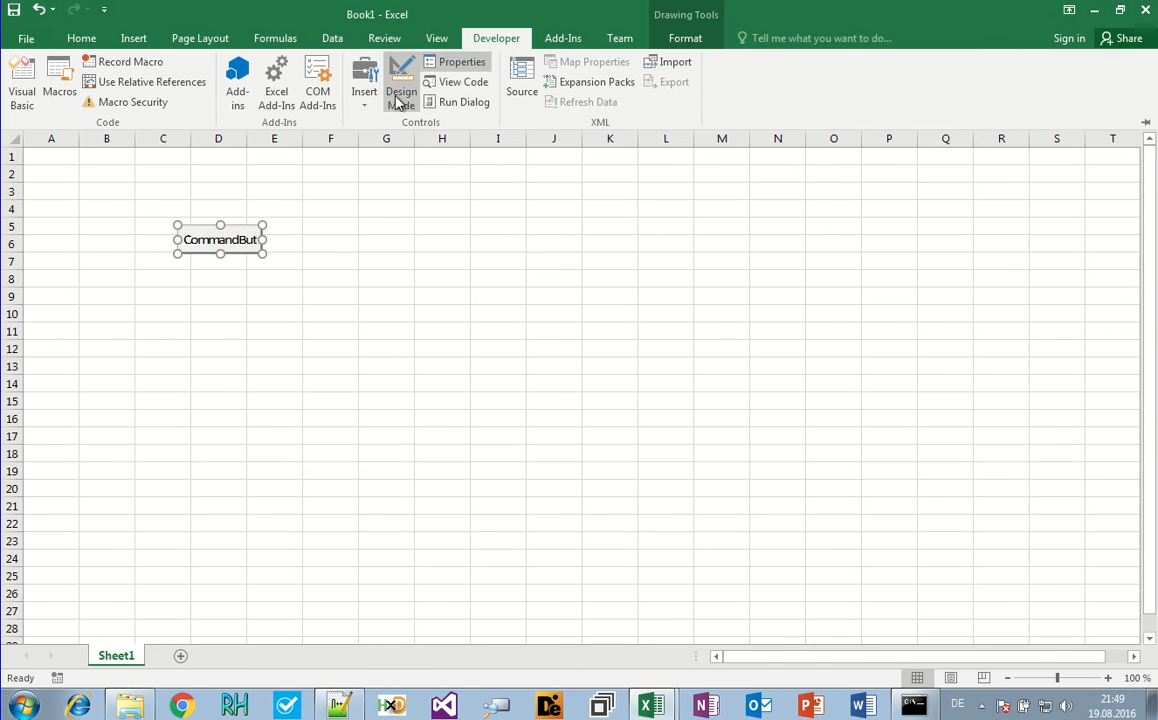 Book1 - Excel
Drawing Tools
File Home Insert Page Layout Formulas Data Review View Developer Add-Ins Team Format Tell me what you want to do... Sign in Share
Visual Basic
Macros
Record Macro
Use Relative References
Macro Security
Code
Add-ins
Excel Add-Ins
COM Add-Ins
Add-Ins
Insert
Design Mode
Properties
View Code
Run Dialog
Controls
Source
Map Properties
Expansion Packs
Refresh Data
Import
Export
XML
A B C D E F G H I J K L M N O P Q R S T
1
2
3
4
5
6
7
8
9
10
11
12
13
14
15
16
17
18
19
20
21
22
23
24
25
26
27
28
CommandBut
Sheet1
Ready
100 %
DE
21:49
19.08.2016